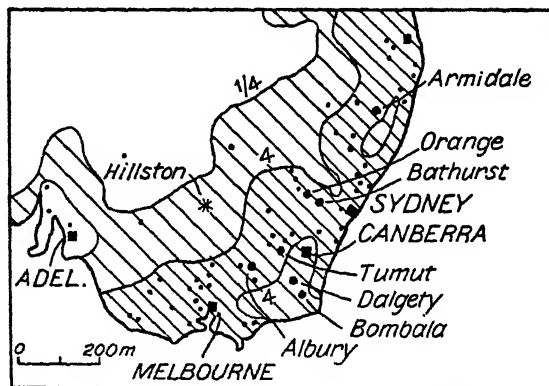 1/4
Armidale
4
Orange
Hillston
Bathurst
SYDNEY
CANBERRA
ADEL.
Tumut
Dalgety
4
Bombala
0 200m
Albury
MELBOURNE